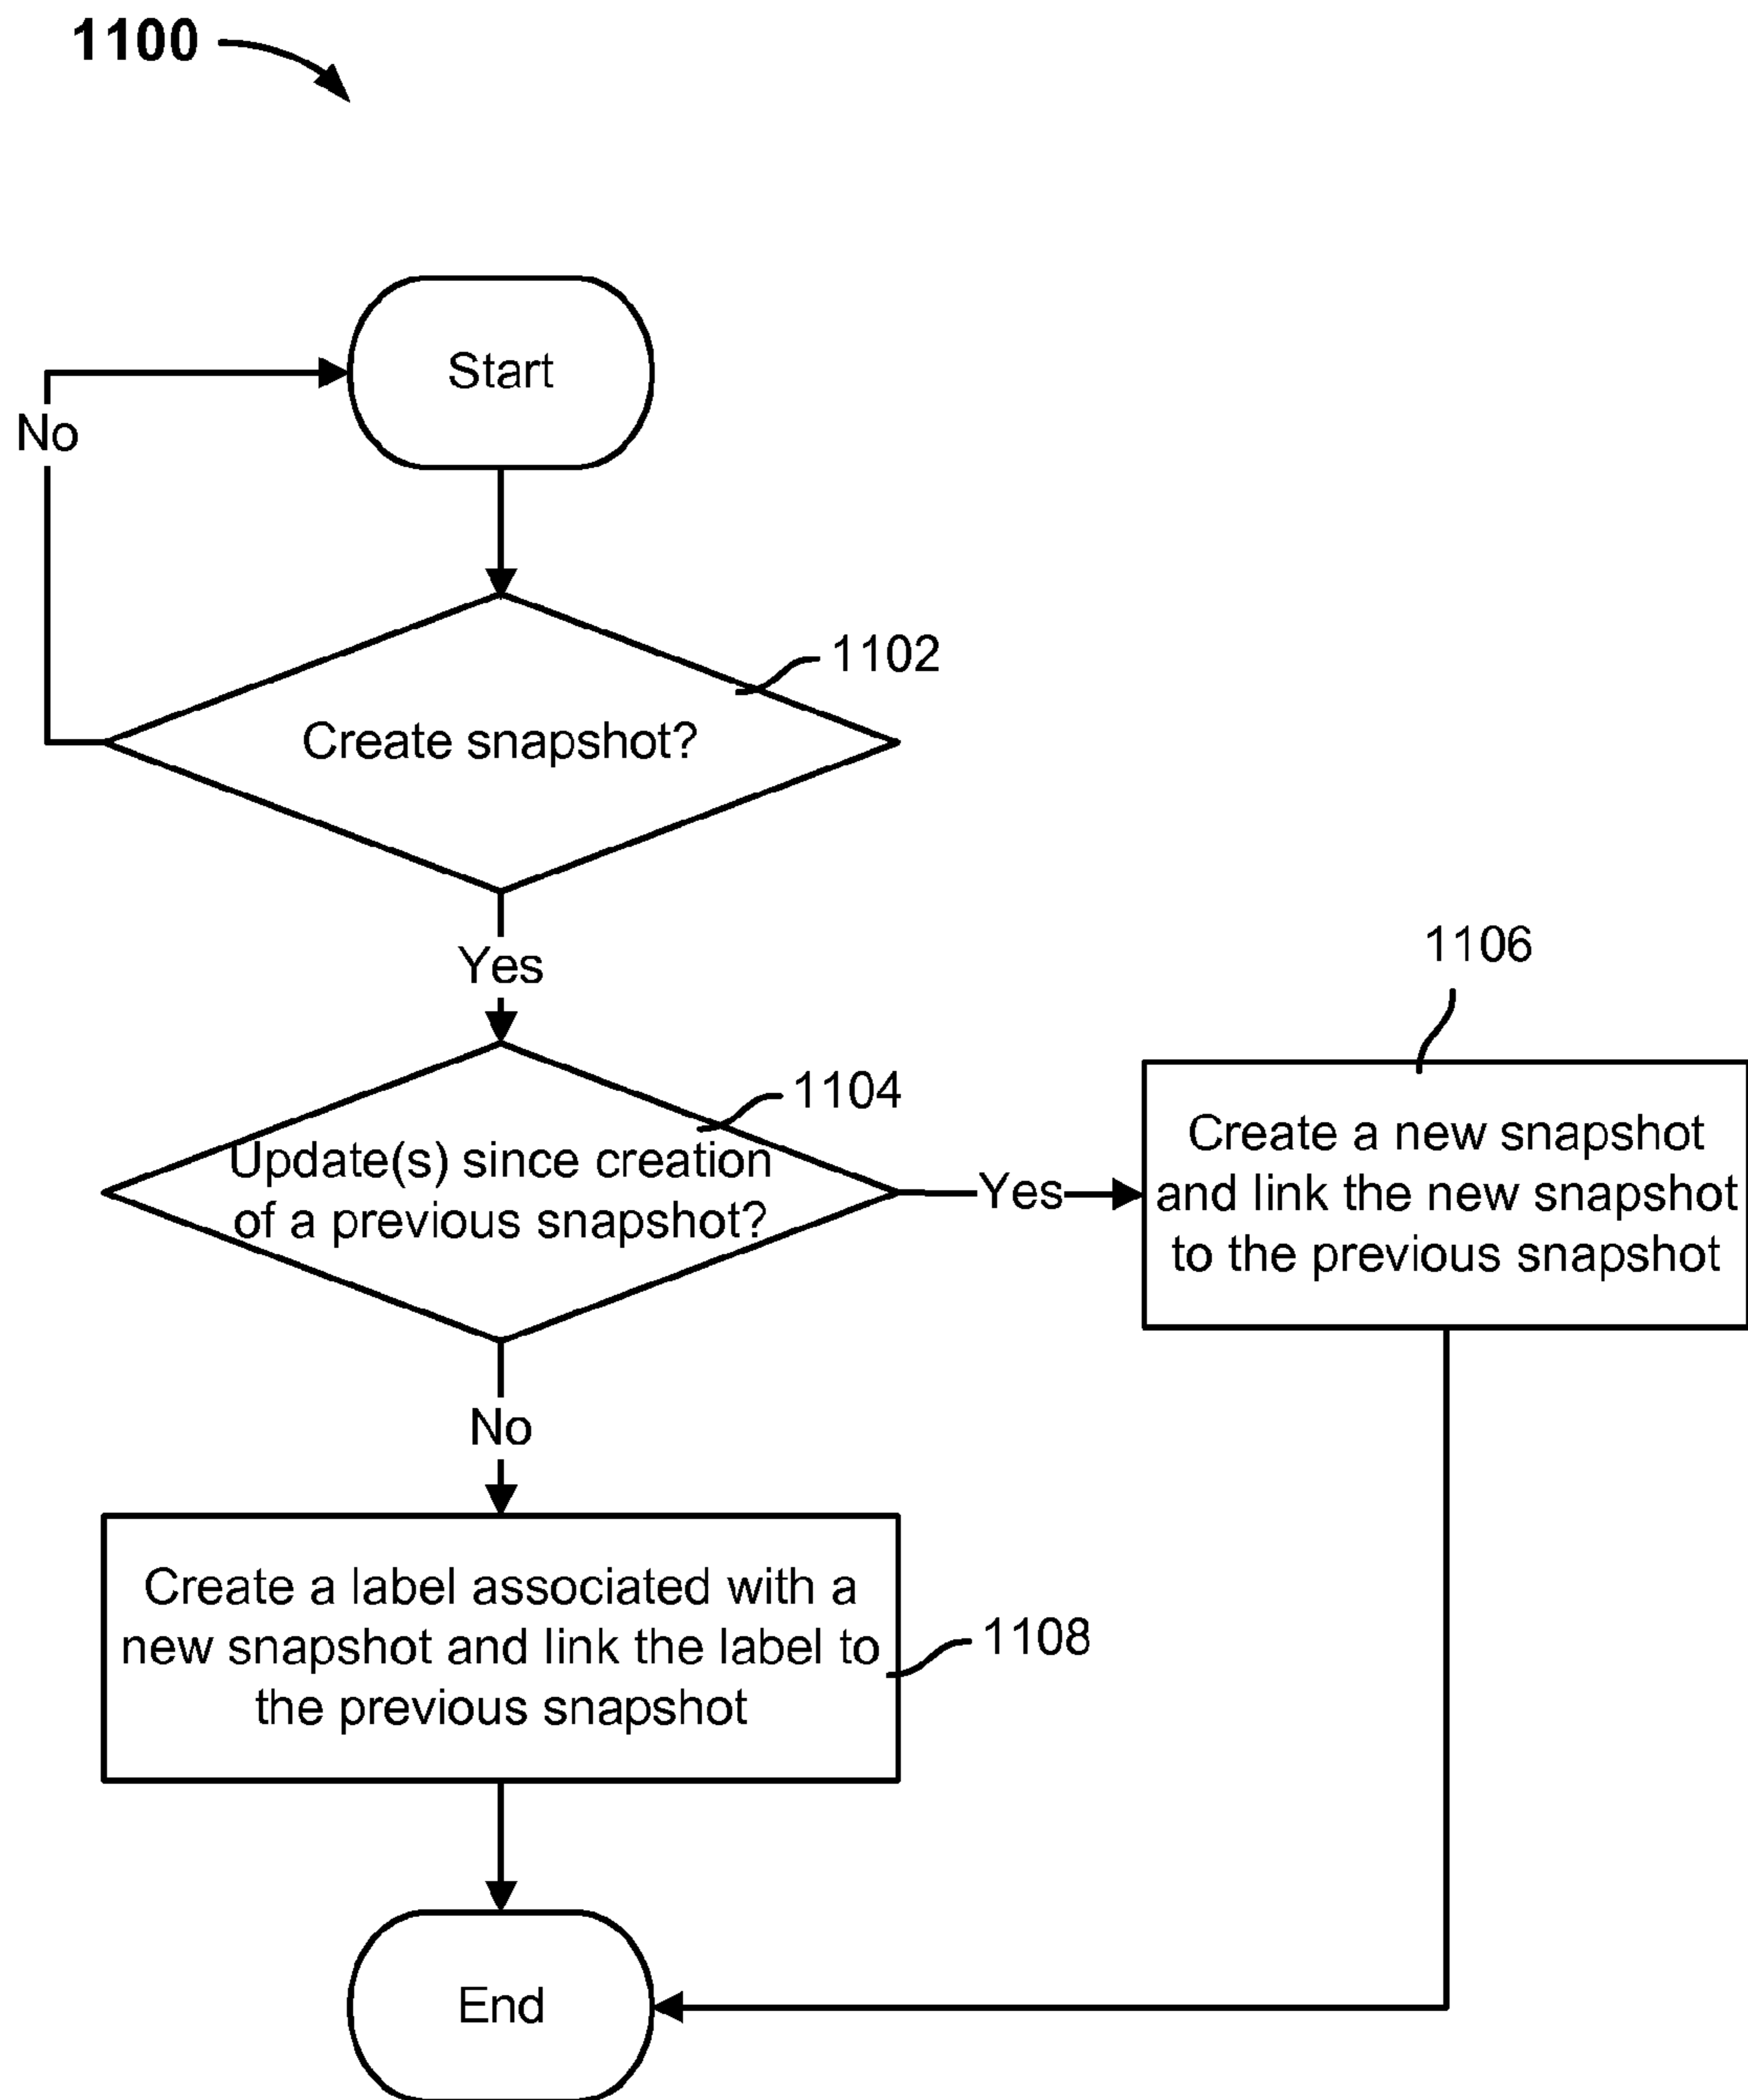 1100
Start
No
1102
Create snapshot?
Yes
1106
1104
Update(s) since creation
of a previous snapshot?
Yes
Create a new snapshot
and link the new snapshot
to the previous snapshot
No
Create a label associated with a
new snapshot and link the label to
the previous snapshot
1108
End